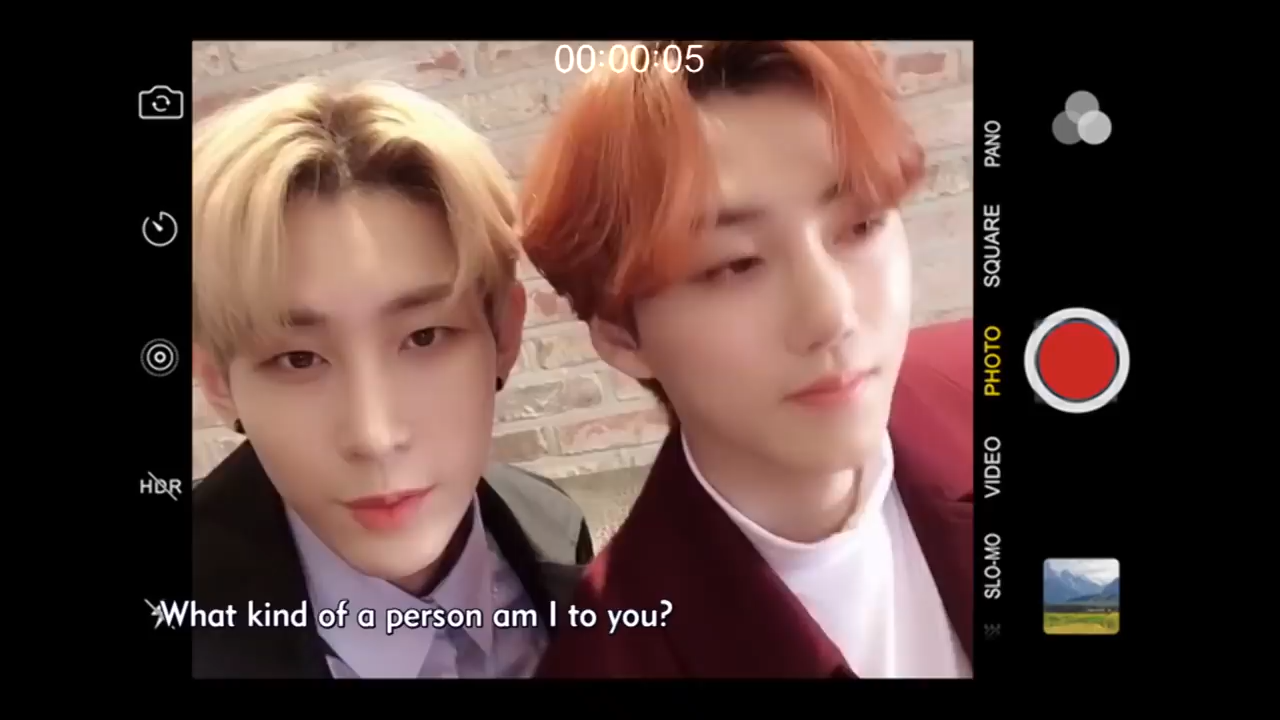 00:00:05
PANO
SQUARE
PHOTO
HDR
VIDEO
SLO-MO
What kind of a person am I to you?